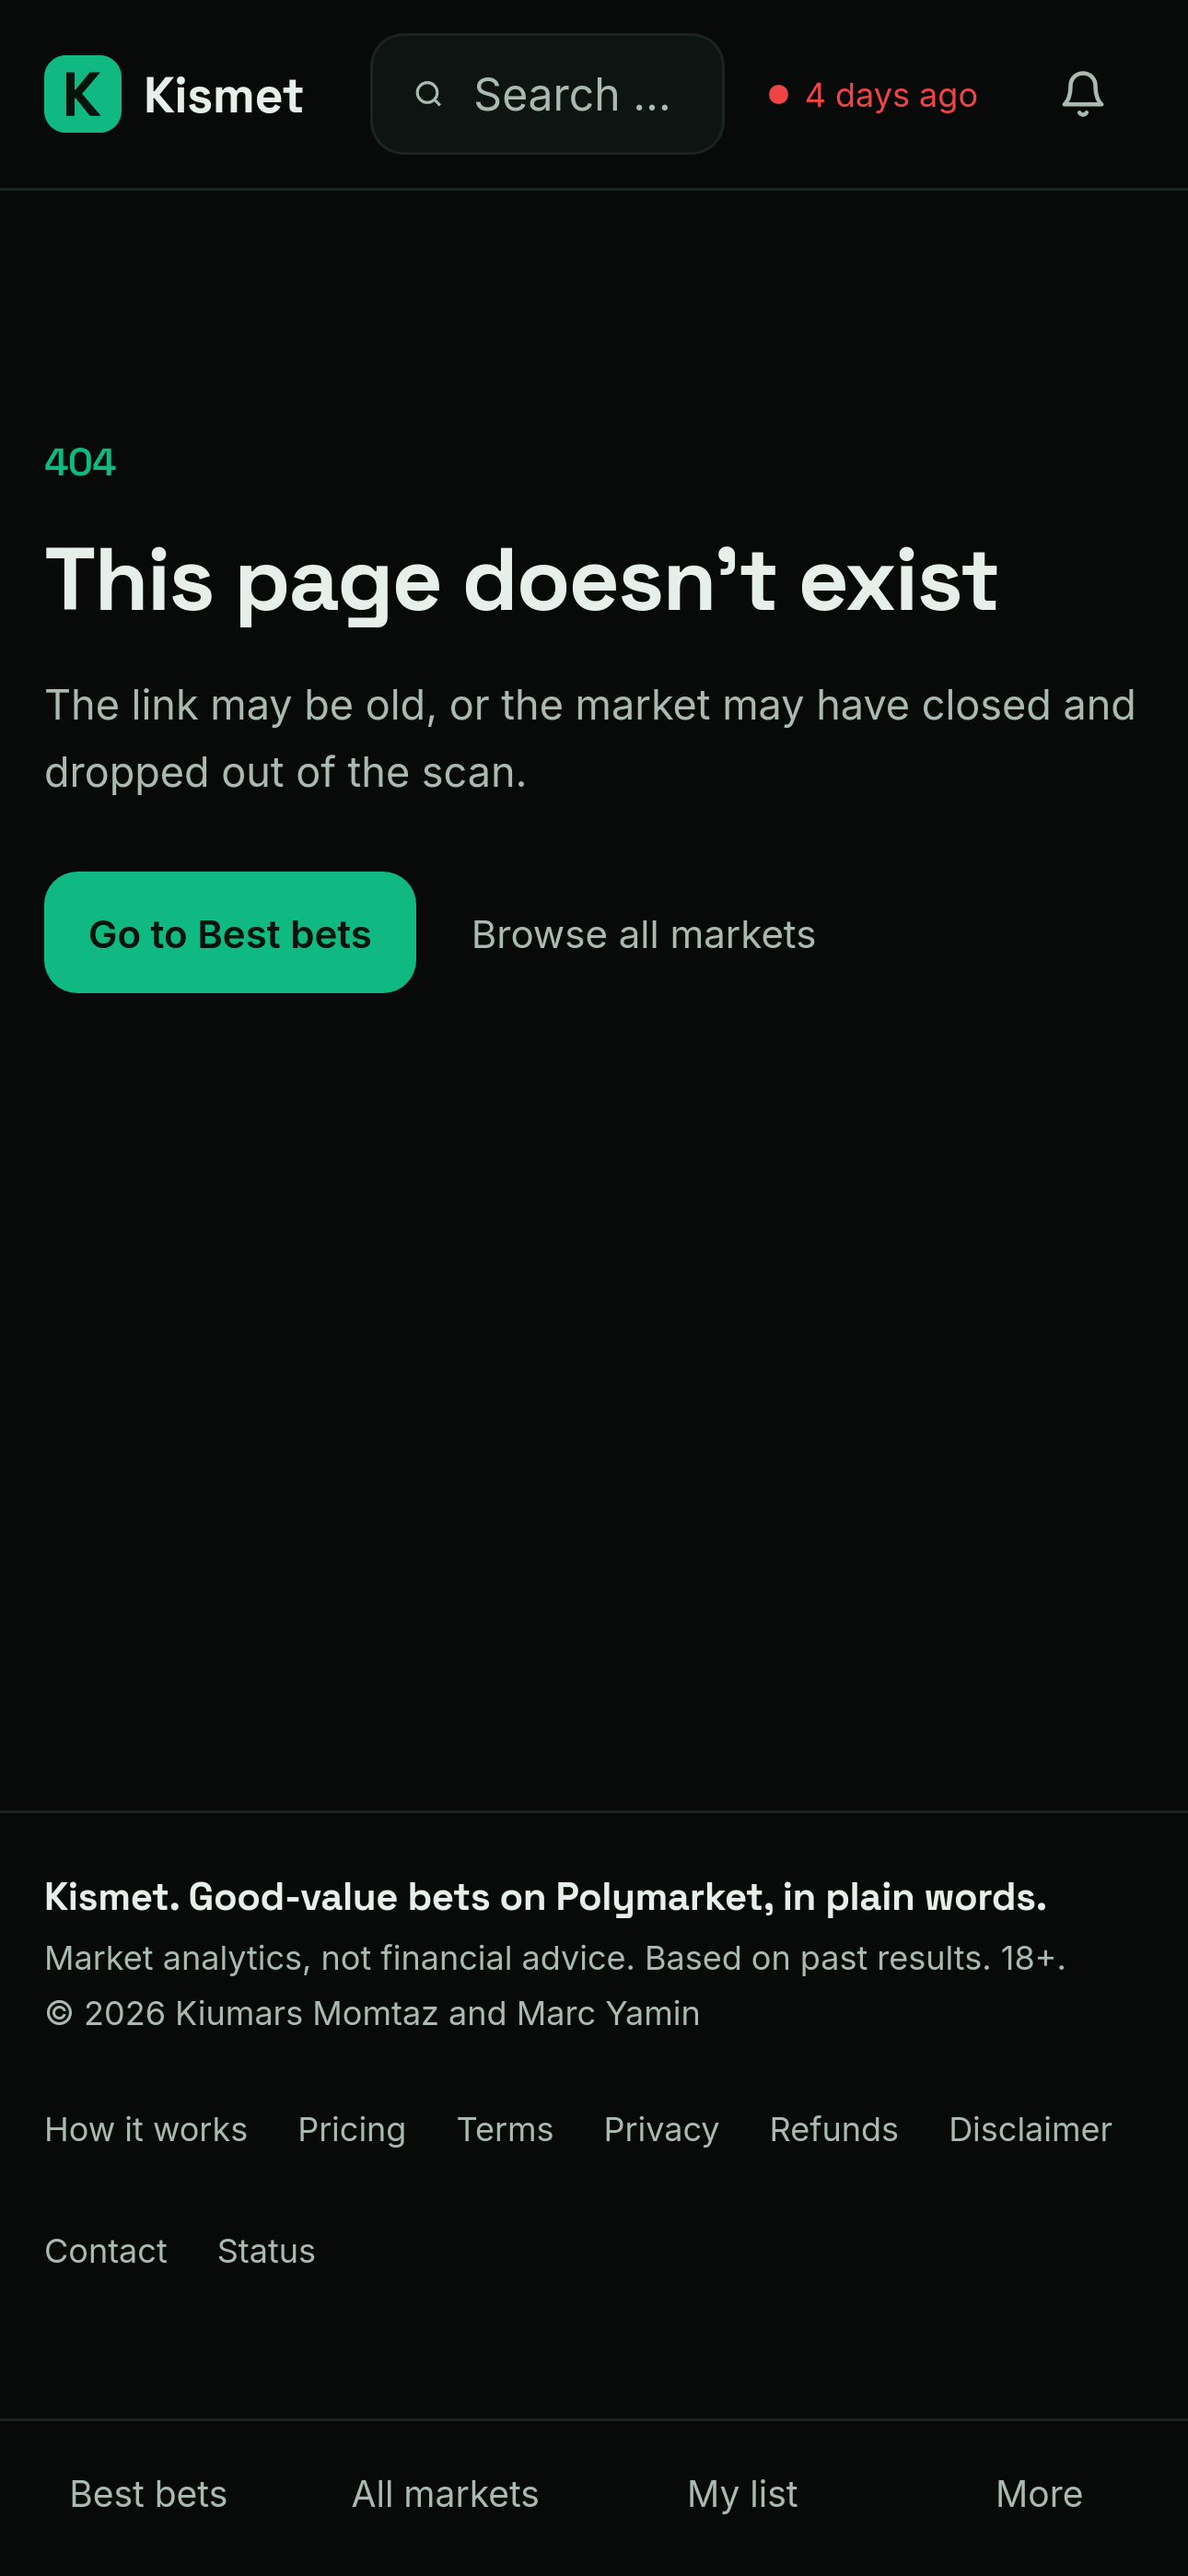 K Kismet
Search ...
4 days ago
404
This page doesn’t exist
The link may be old, or the market may have closed and
dropped out of the scan.
Go to Best bets
Browse all markets
Kismet. Good-value bets on Polymarket, in plain words.
Market analytics, not financial advice. Based on past results. 18+.
© 2026 Kiumars Momtaz and Marc Yamin
How it works Pricing Terms Privacy Refunds Disclaimer
Contact Status
Best bets All markets My list More